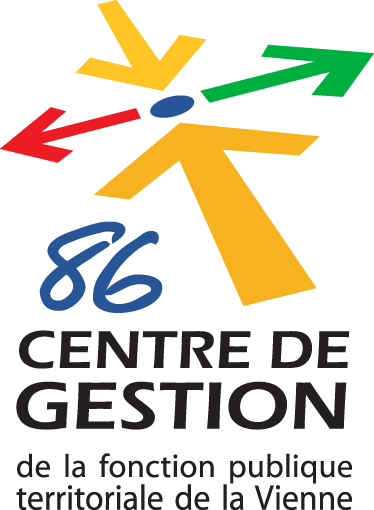 86
CENTRE DE
GESTION
de la fonction publique
territoriale de la Vienne